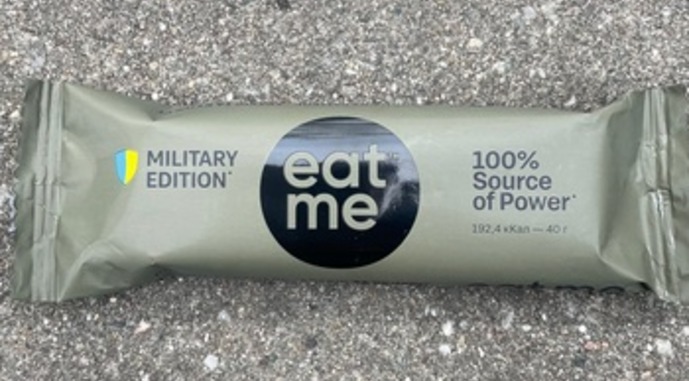 MILITARY
EDITION*
eat
me
100%
Source
of Power*
192,4 кКал — 40 г